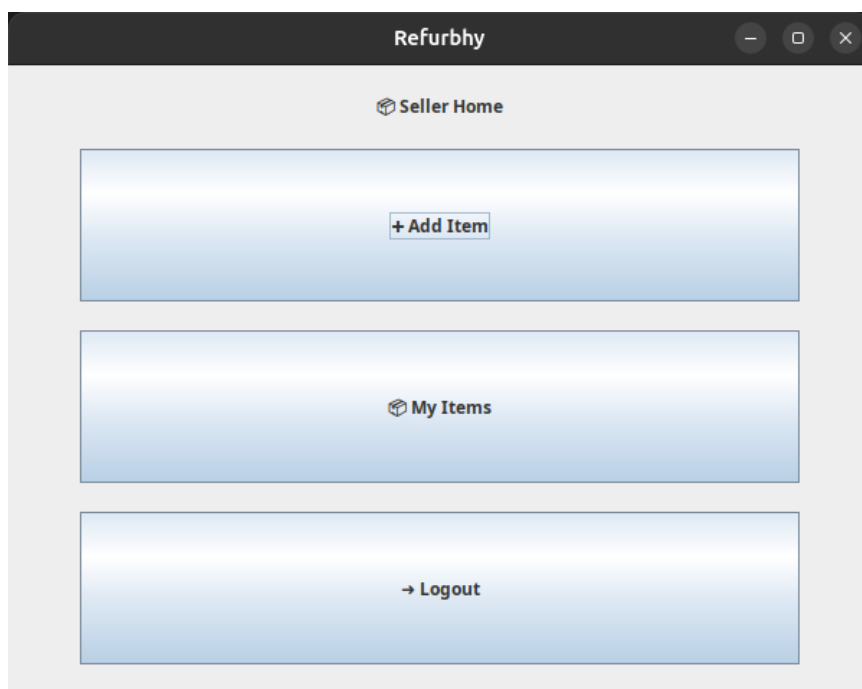 Refurbhy
📦 Seller Home
+ Add Item
📦 My Items
→ Logout